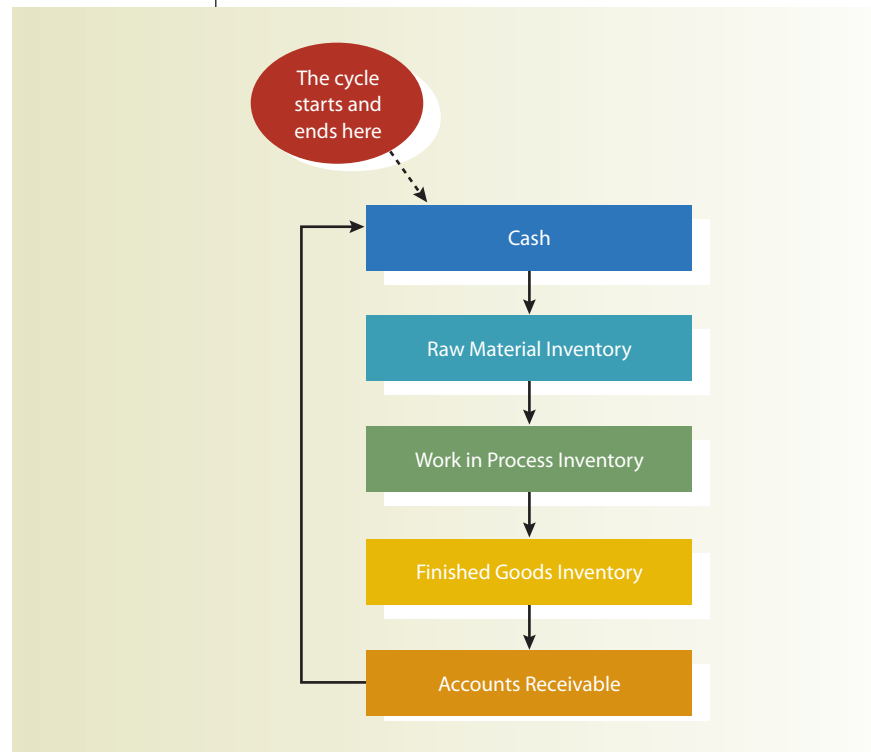 The cycle
starts and
ends here
Cash
Raw Material Inventory
Work in Process Inventory
Finished Goods Inventory
Accounts Receivable